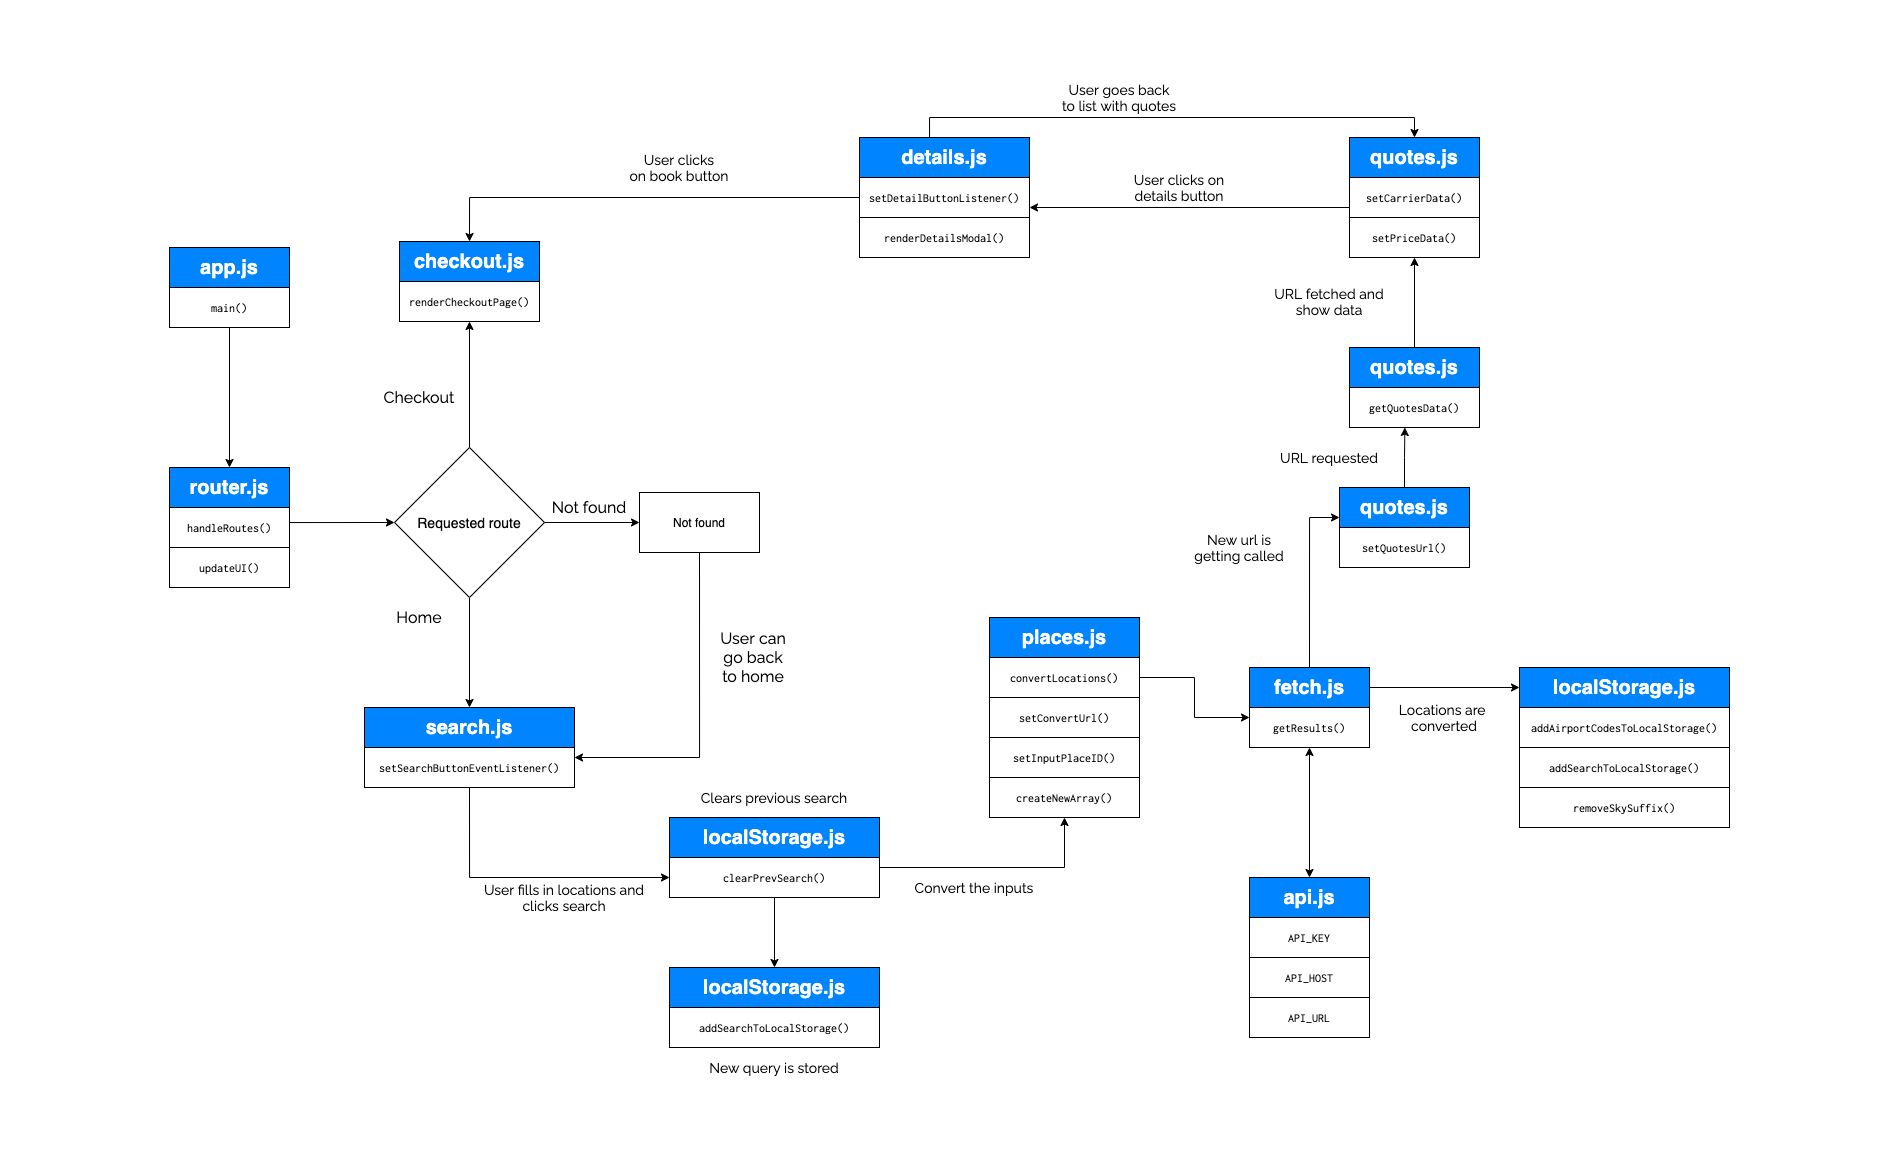 User goes back
to list with quotes
details.js
setDetailButtonListener()
renderDetailsModal()
quotes.js
setCarrierData()
setPriceData()
User clicks on
details button
User clicks
on book button
checkout.js
renderCheckoutPage()
app.js
main()
URL fetched and
show data
quotes.js
getQuotesData()
Checkout
URL requested
router.js
handleRoutes()
updateUI()
Requested route
Not found
Not found
quotes.js
setQuotesUrl()
New url is
getting called
Home
User can
go back
to home
places.js
convertLocations()
setConvertUrl()
setInputPlaceID()
createNewArray()
fetch.js
getResults()
Locations are
converted
localStorage.js
addAirportCodesToLocalStorage()
addSearchToLocalStorage()
removeSkySuffix()
search.js
setSearchButtonEventListener()
Clears previous search
localStorage.js
clearPrevSearch()
User fills in locations and
clicks search
Convert the inputs
api.js
API_KEY
API_HOST
API_URL
localStorage.js
addSearchToLocalStorage()
New query is stored